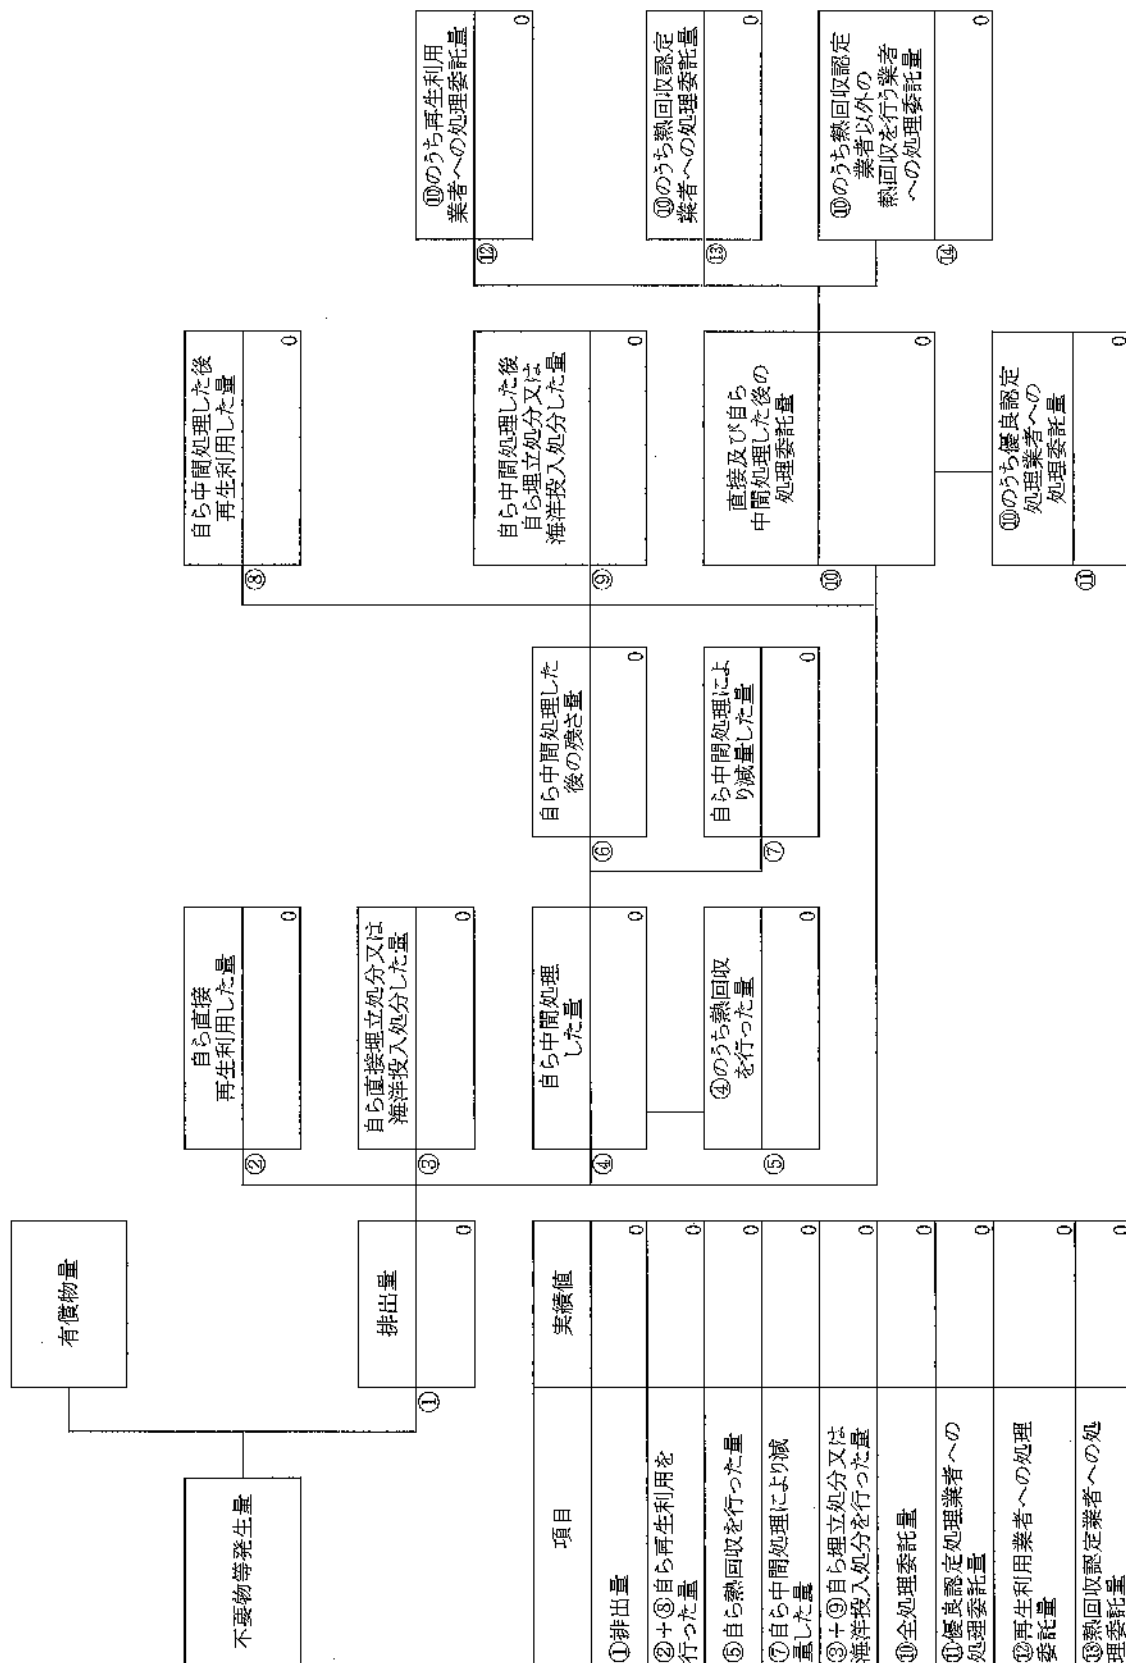 不要物等発生量
有償物量
排出量
①
0
②
自ら直接
再生利用した量
0
③
自ら直接埋立処分又は
海洋投入処分した量
0
④
自ら中間処理
した量
0
⑤
④のうち熱回収
を行った量
0
⑥
自ら中間処理した
後の残さ量
0
⑦
自ら中間処理によ
り減量した量
0
⑧
自ら中間処理した後
再生利用した量
0
⑨
自ら中間処理した後
自ら埋立処分又は
海洋投入処分した量
0
⑩
直接及び自ら
中間処理した後の
処理委託量
0
⑪
⑩のうち優良認定
処理業者への
処理委託量
0
⑫
⑩のうち再生利用
業者への処理委託量
0
⑬
⑩のうち熱回収認定
業者への処理委託量
0
⑭
⑩のうち熱回収認定
業者以外の
熱回収を行う業者
への処理委託量
0
項目
実績値
①排出量
0
②+⑧自ら再生利用を
行った量
0
⑤自ら熱回収を行った量
0
⑦自ら中間処理により減
量した量
0
③+⑨自ら埋立処分又は
海洋投入処分を行った量
0
⑩全処理委託量
0
⑪優良認定処理業者への
処理委託量
0
⑫再生利用業者への処理
委託量
0
⑬熱回収認定業者への処
理委託量
0